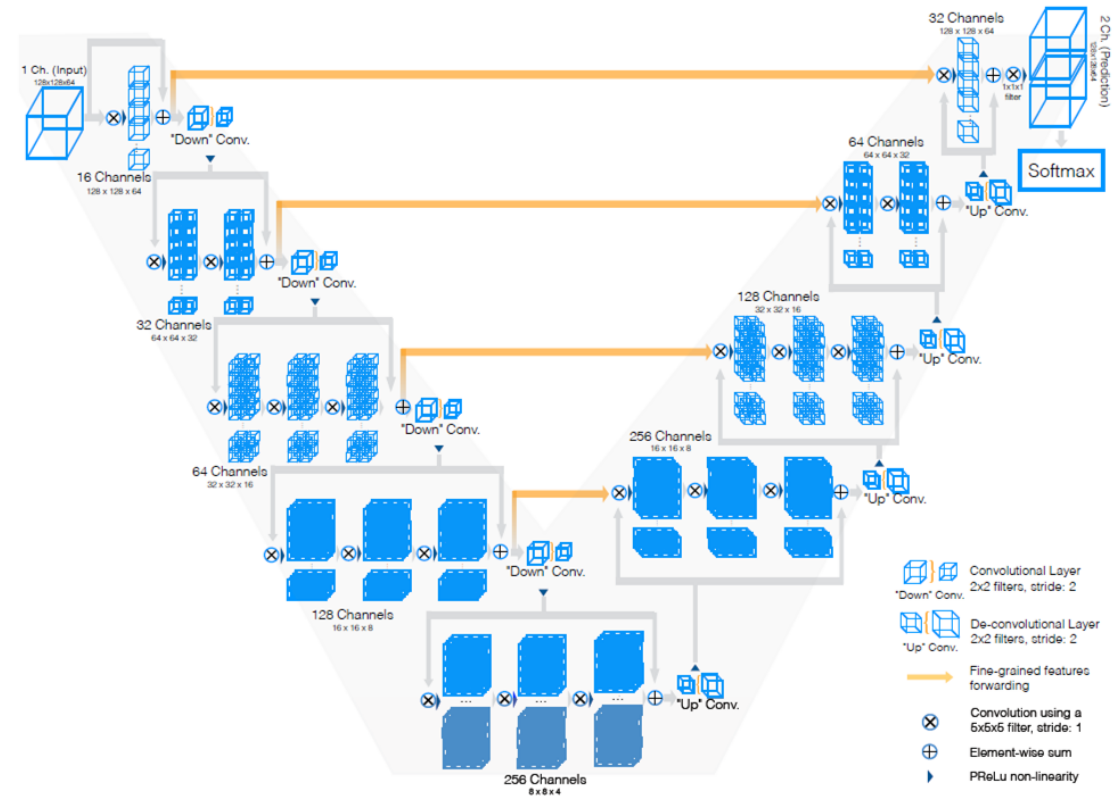 1 Ch. (Input)
128x128x64
"Down" Conv.
16 Channels
128 x 128 x 64
"Down" Conv.
32 Channels
64 x 64 x 32
"Down" Conv.
64 Channels
32 x 32 x 16
"Down" Conv.
128 Channels
16 x 16 x 8
...
...
...
256 Channels
8 x 8 x 4
"Up" Conv.
256 Channels
16 x 16 x 8
"Up" Conv.
128 Channels
32 x 32 x 16
"Up" Conv.
64 Channels
64 x 64 x 32
"Up" Conv.
32 Channels
128 x 128 x 64
1x1x1
filter
2 Ch. (Prediction)
128x128x64
Softmax
"Down" Conv.
Convolutional Layer
2x2 filters, stride: 2
"Up" Conv.
De-convolutional Layer
2x2 filters, stride: 2
Fine-grained features
forwarding
Convolution using a
5x5x5 filter, stride: 1
Element-wise sum
PReLu non-linearity